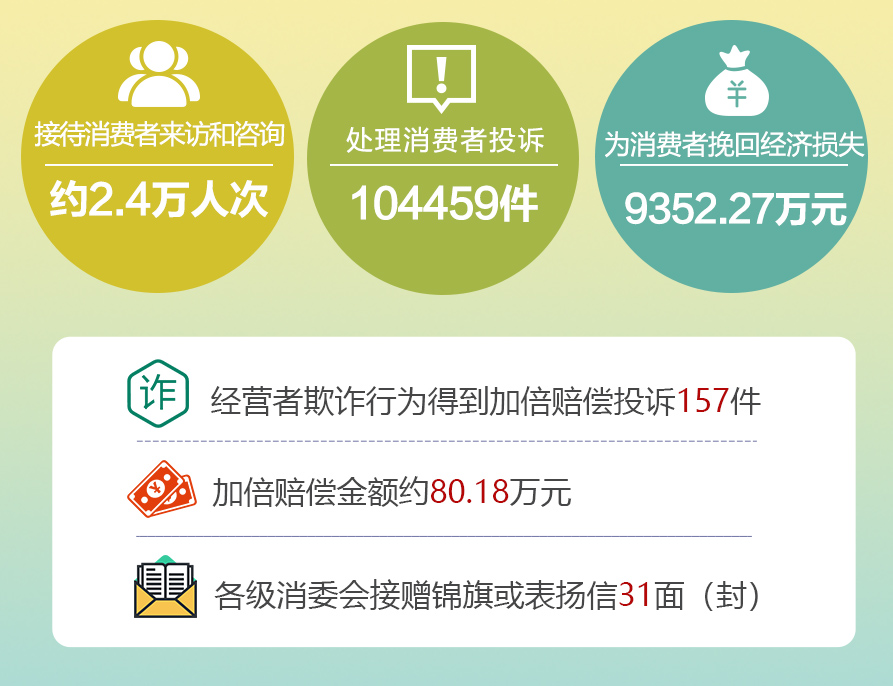 接待消费者来访和咨询
约2.4万人次
处理消费者投诉
104459件
为消费者挽回经济损失
9352.27万元
诈
经营者欺诈行为得到加倍赔偿投诉157件
加倍赔偿金额约80.18万元
各级消委会接赠锦旗或表扬信31面（封）